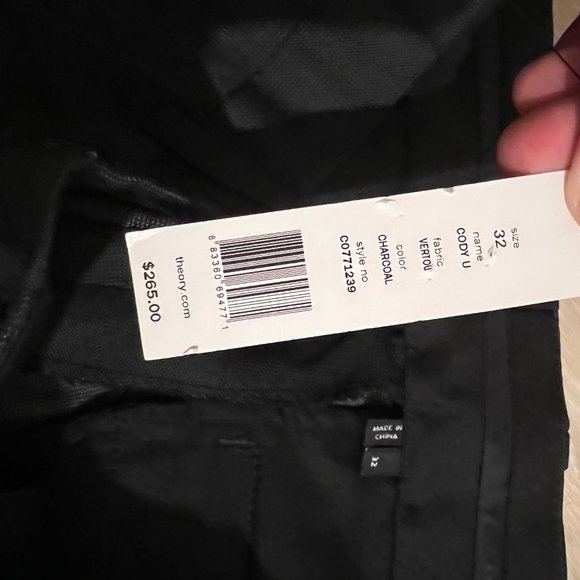 size
32
name
CODY U
fabric
VERTOU
color
CHARCOAL
style no
C0771239
8 83360 69477 1
theory.com
$265.00
MADE IN
CHINA
32